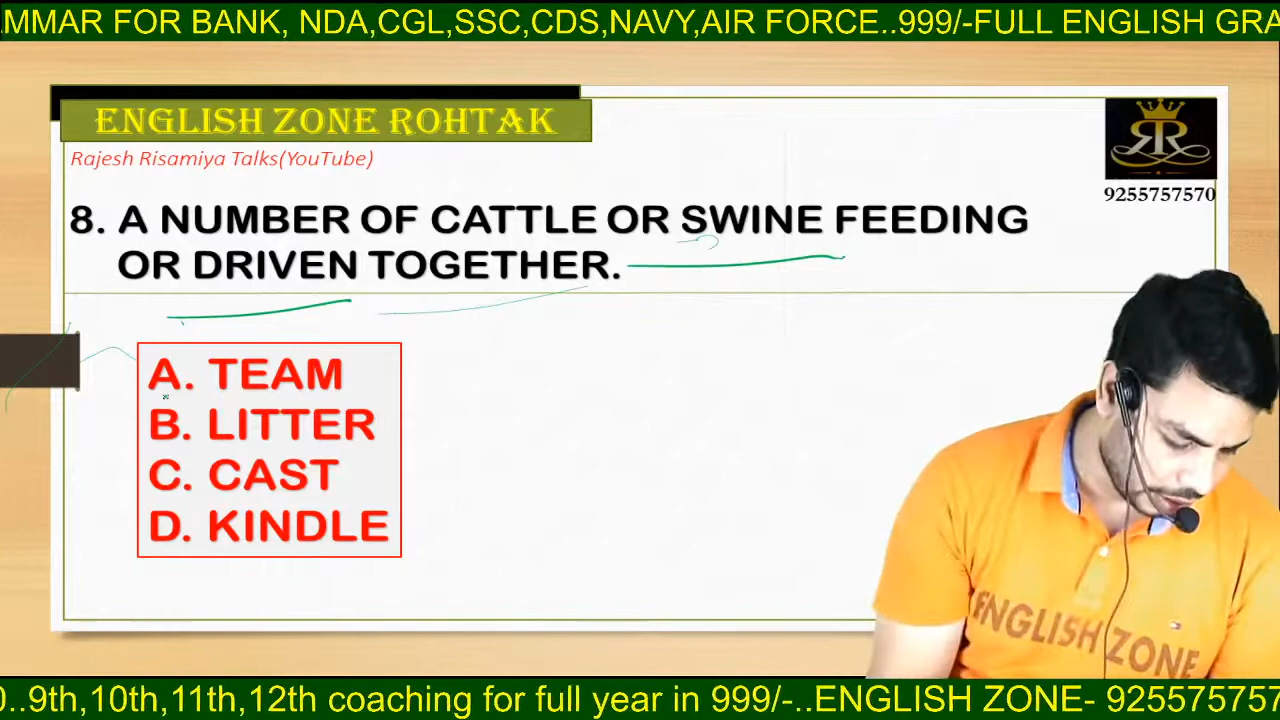 MMAR FOR BANK, NDA,CGL,SSC,CDS,NAVY,AIR FORCE..999/-FULL ENGLISH GRA
ENGLISH ZONE ROHTAK
Rajesh Risamiya Talks(YouTube)
RR
9255757570
8. A NUMBER OF CATTLE OR SWINE FEEDING
OR DRIVEN TOGETHER.
A. TEAM
B. LITTER
C. CAST
D. KINDLE
ENGLISH ZONE
0..9th,10th,11th,12th coaching for full year in 999/-..ENGLISH ZONE- 925575757